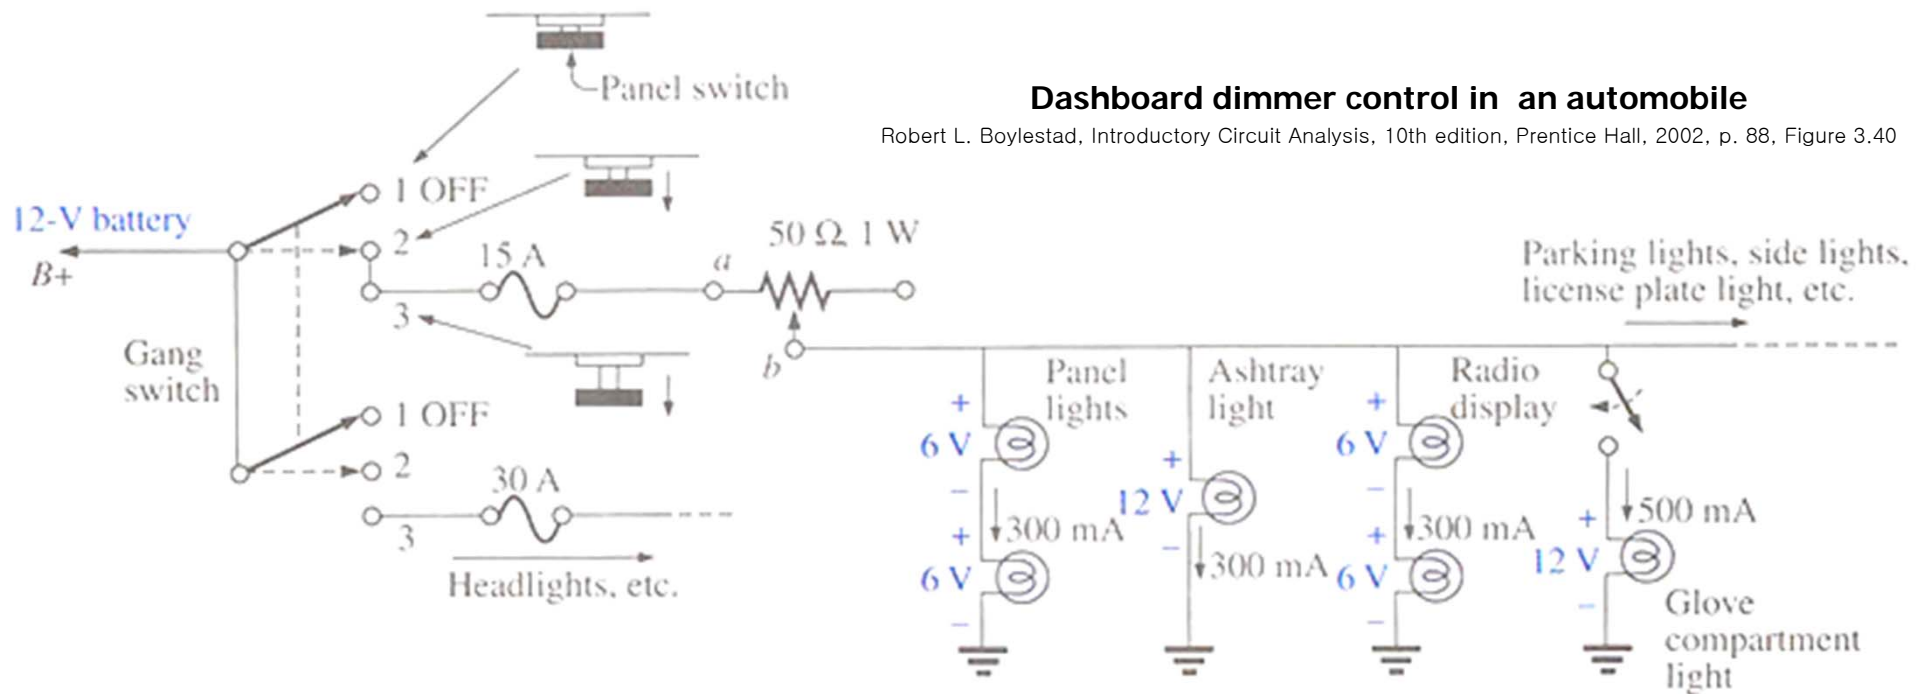 Panel switch
Dashboard dimmer control in an automobile
Robert L. Boylestad, Introductory Circuit Analysis, 10th edition, Prentice Hall, 2002, p. 88, Figure 3.40
1 OFF
12-V battery
B+
2
15 A
a
50 Ω 1 W
3
b
Parking lights, side lights,
license plate light, etc.
Gang
switch
1 OFF
2
30 A
3
Headlights, etc.
Panel
lights
Ashtray
light
Radio
display
+
6 V
–
300 mA
+
6 V
–
+
12 V
–
300 mA
+
6 V
–
300 mA
+
6 V
–
500 mA
+
12 V
–
Glove
compartment
light